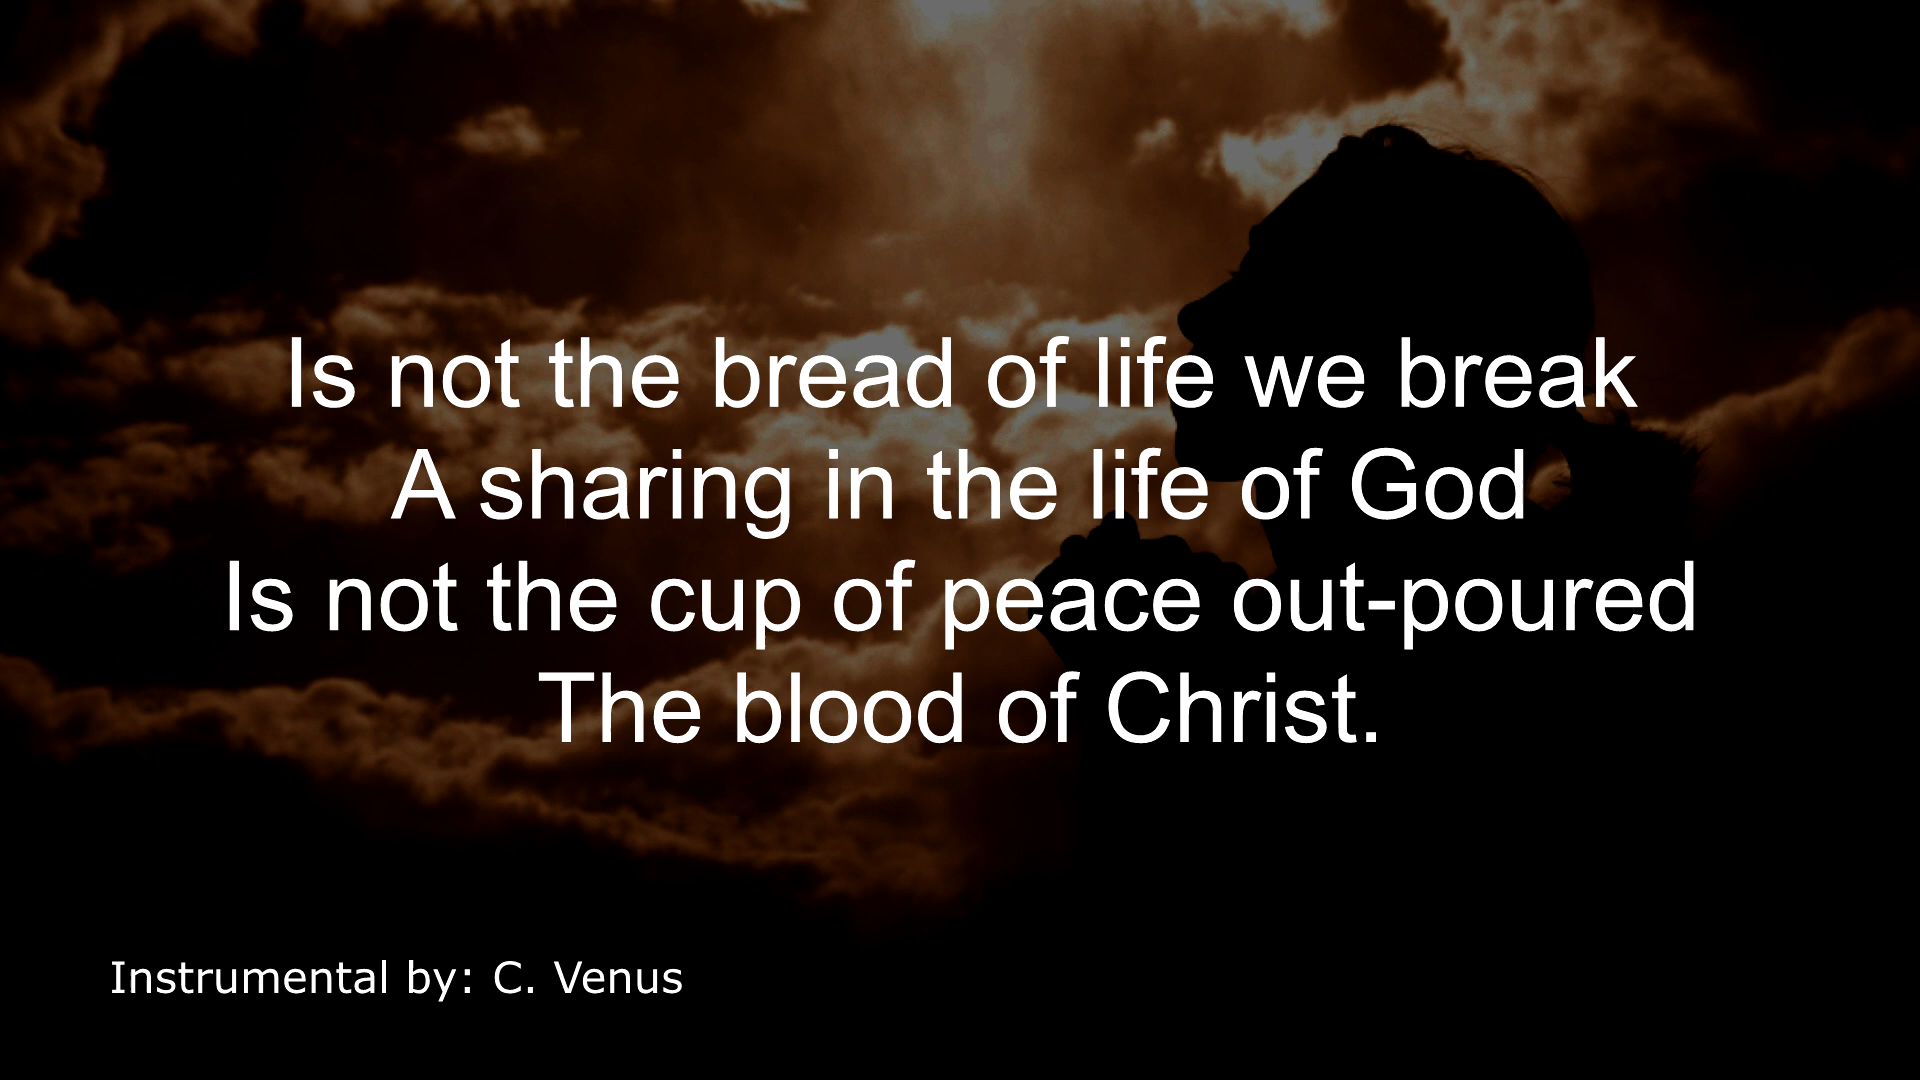 Is not the bread of life we break
A sharing in the life of God
Is not the cup of peace out-poured
The blood of Christ.
Instrumental by: C. Venus